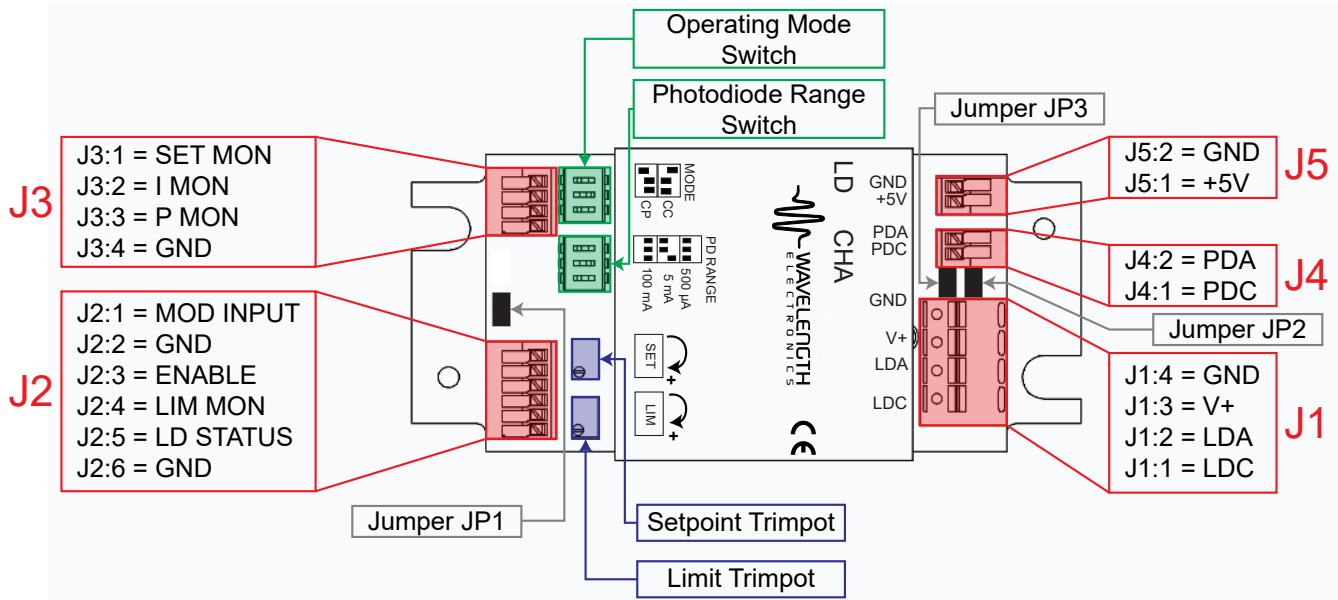 Operating Mode
Switch
Photodiode Range
Switch
Jumper JP3
J3
J3:1 = SET MON
J3:2 = I MON
J3:3 = P MON
J3:4 = GND
J2
J2:1 = MOD INPUT
J2:2 = GND
J2:3 = ENABLE
J2:4 = LIM MON
J2:5 = LD STATUS
J2:6 = GND
MODE
CC
CP
PD RANGE
500 µA
5 mA
100 mA
SET
+
LIM
+
WAVELENGTH
ELECTRONICS
CE
LD CHA
GND
+5V
PDA
PDC
GND
V+
LDA
LDC
J5:2 = GND
J5:1 = +5V
J5
J4:2 = PDA
J4:1 = PDC
J4
Jumper JP2
J1:4 = GND
J1:3 = V+
J1:2 = LDA
J1:1 = LDC
J1
Jumper JP1
Setpoint Trimpot
Limit Trimpot